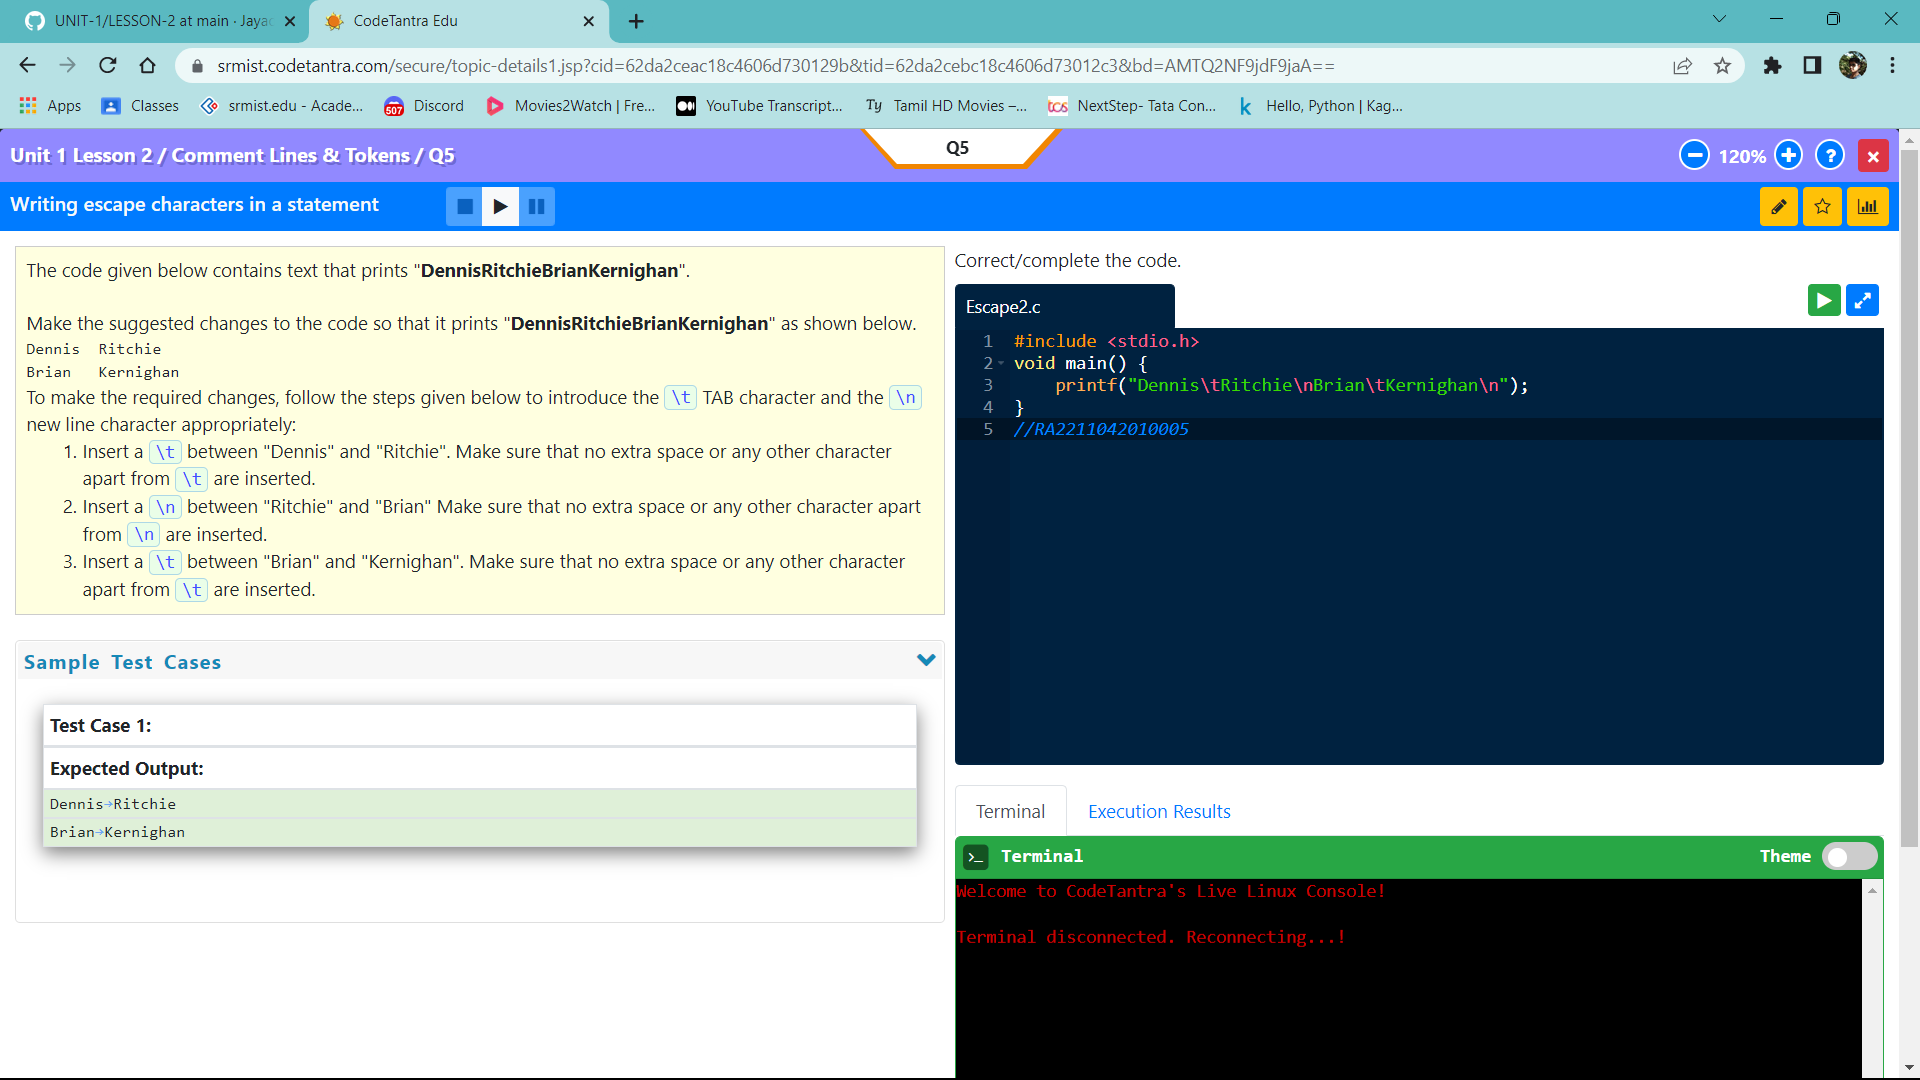 UNIT-1/LESSON-2 at main · Jayac
CodeTantra Edu
srmist.codetantra.com/secure/topic-details1.jsp?cid=62da2ceac18c4606d730129b&tid=62da2cebc18c4606d73012c3&bd=AMTQ2NF9jdF9jaA==
Apps
Classes
srmist.edu - Acade...
507
Discord
Movies2Watch | Fre...
YouTube Transcript...
Ty
Tamil HD Movies –...
tcs
NextStep- Tata Con...
k
Hello, Python | Kag...
Unit 1 Lesson 2 / Comment Lines & Tokens / Q5
Q5
120%
?
Writing escape characters in a statement
The code given below contains text that prints "DennisRitchieBrianKernighan".
Make the suggested changes to the code so that it prints "DennisRitchieBrianKernighan" as shown below.
Dennis  Ritchie
Brian   Kernighan
To make the required changes, follow the steps given below to introduce the \t TAB character and the \n
new line character appropriately:
1. Insert a \t between "Dennis" and "Ritchie". Make sure that no extra space or any other character
apart from \t are inserted.
2. Insert a \n between "Ritchie" and "Brian" Make sure that no extra space or any other character apart
from \n are inserted.
3. Insert a \t between "Brian" and "Kernighan". Make sure that no extra space or any other character
apart from \t are inserted.
Sample Test Cases
Test Case 1:
Expected Output:
Dennis→Ritchie
Brian→Kernighan
Correct/complete the code.
Escape2.c
1 #include <stdio.h>
2 void main() {
3     printf("Dennis\tRitchie\nBrian\tKernighan\n");
4 }
5 //RA2211042010005
Terminal
Execution Results
>_ Terminal
Theme
Welcome to CodeTantra's Live Linux Console!
Terminal disconnected. Reconnecting...!